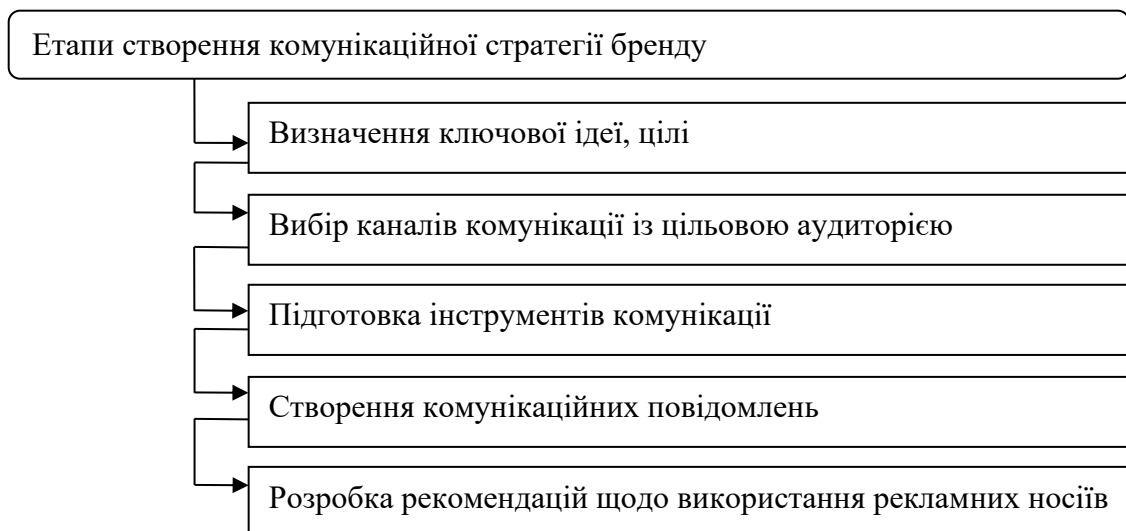 Етапи створення комунікаційної стратегії бренду
Визначення ключової ідеї, цілі
Вибір каналів комунікації із цільовою аудиторією
Підготовка інструментів комунікації
Створення комунікаційних повідомлень
Розробка рекомендацій щодо використання рекламних носіїв